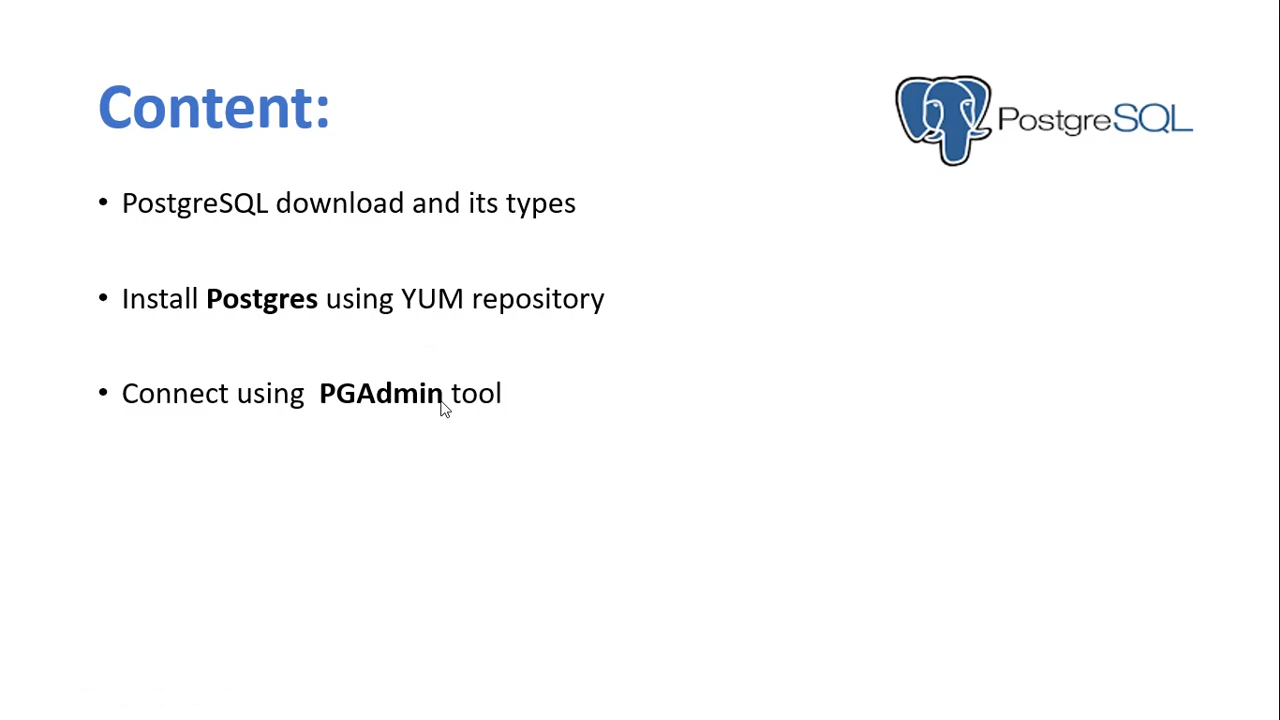 Content:
PostgreSQL
• PostgreSQL download and its types
• Install Postgres using YUM repository
• Connect using  PGAdmin tool